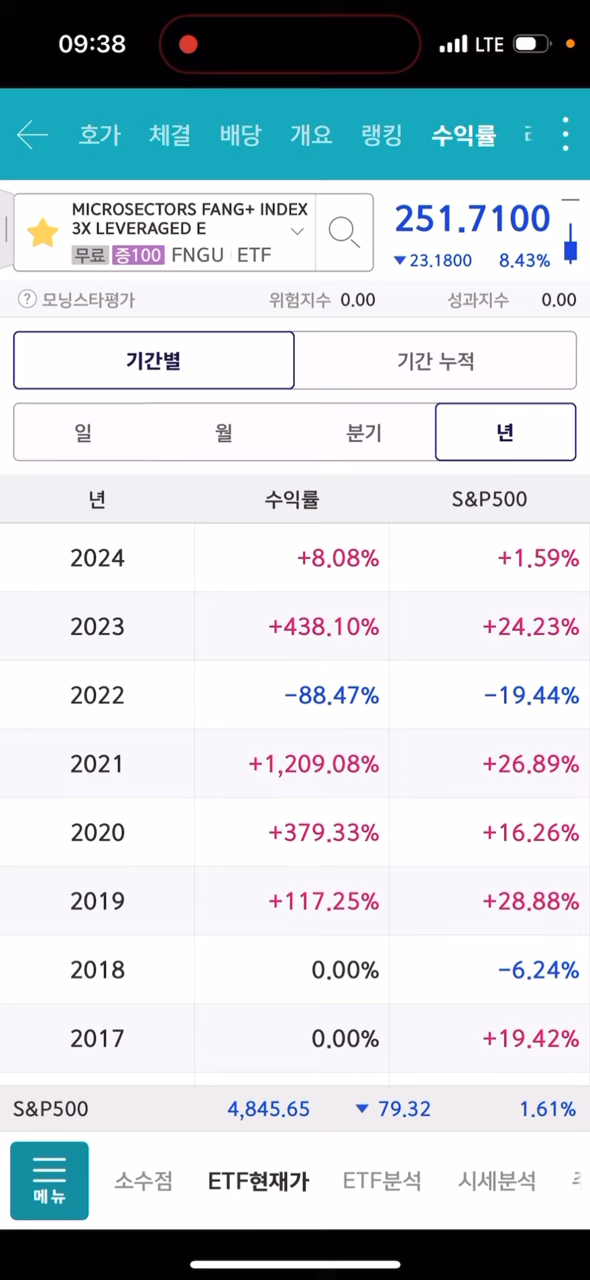 09:38 LTE
호가 체결 배당 개요 랭킹 수익률
MICROSECTORS FANG+ INDEX
3X LEVERAGED E
무료 증100 FNGU ETF
251.7100
▼23.1800 8.43%
? 모닝스타평가 위험지수 0.00 성과지수 0.00
기간별 기간 누적
일 월 분기 년
년 수익률 S&P500
2024 +8.08% +1.59%
2023 +438.10% +24.23%
2022 -88.47% -19.44%
2021 +1,209.08% +26.89%
2020 +379.33% +16.26%
2019 +117.25% +28.88%
2018 0.00% -6.24%
2017 0.00% +19.42%
S&P500 4,845.65 ▼ 79.32 1.61%
메뉴 소수점 ETF현재가 ETF분석 시세분석